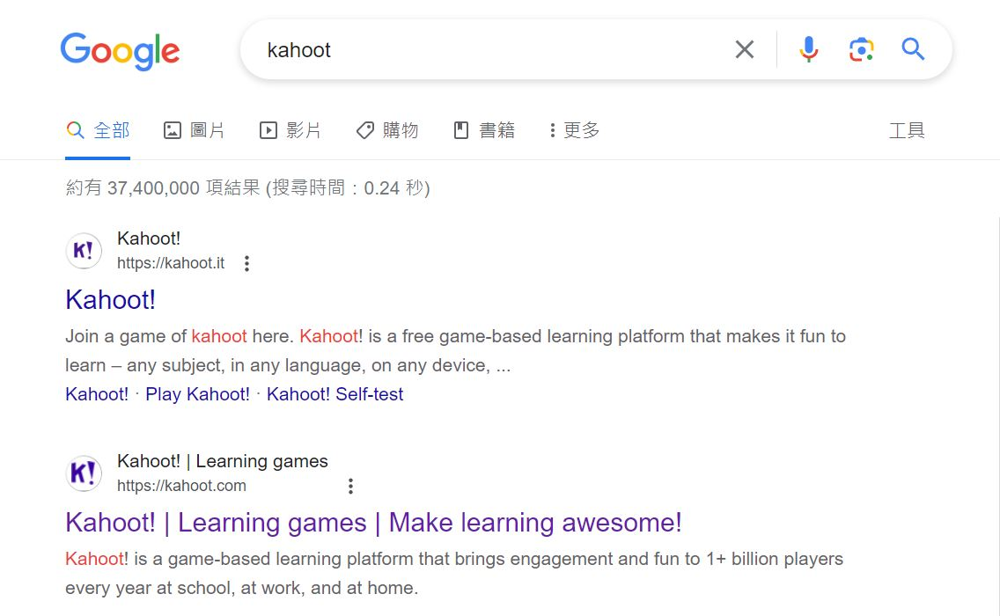 Google
kahoot
全部 圖片 影片 購物 書籍 更多 工具
約有 37,400,000 項結果 (搜尋時間：0.24 秒)
K!
Kahoot!
https://kahoot.it
Kahoot!
Join a game of kahoot here. Kahoot! is a free game-based learning platform that makes it fun to
learn – any subject, in any language, on any device, ...
Kahoot! · Play Kahoot! · Kahoot! Self-test
K!
Kahoot! | Learning games
https://kahoot.com
Kahoot! | Learning games | Make learning awesome!
Kahoot! is a game-based learning platform that brings engagement and fun to 1+ billion players
every year at school, at work, and at home.